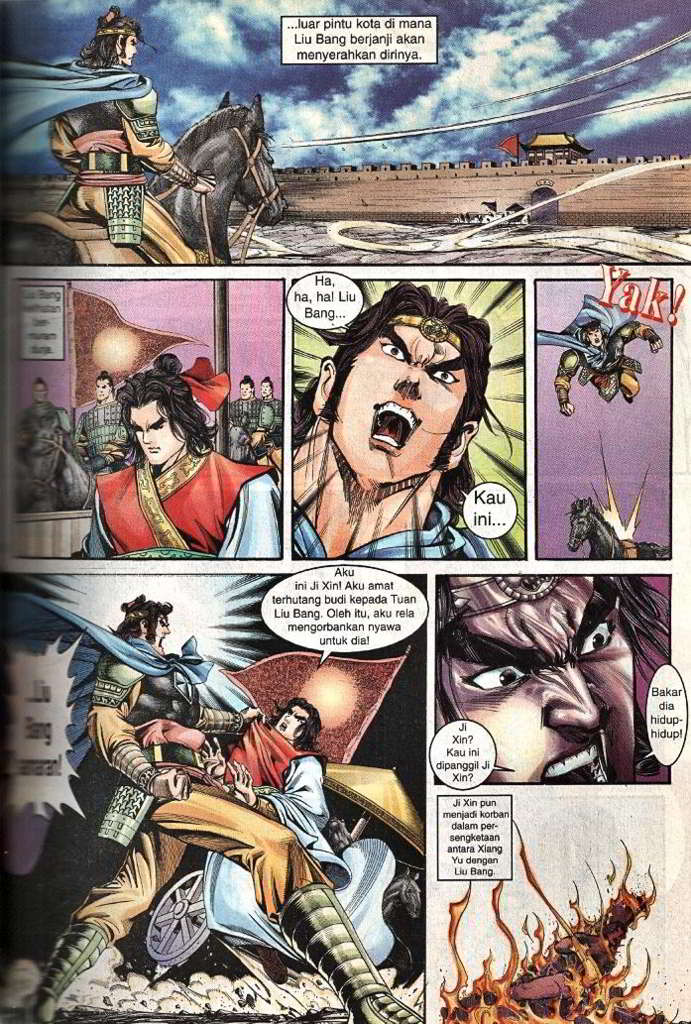 ...luar pintu kota di mana
Liu Bang berjanji akan
menyerahkan dirinya.
Liu Bang
Ha,
ha, ha! Liu
Bang...
Kau
ini...
Yak!
Aku
ini Ji Xin! Aku amat
terhutang budi kepada Tuan
Liu Bang. Oleh itu, aku rela
mengorbankan nyawa
untuk dia!
...Liu
Bang
Ji
Xin?
Kau ini
dipanggil Ji
Xin?
Bakar
dia
hidup-
hidup!
Ji Xin pun
menjadi korban
dalam per-
sengketaan
antara Xiang
Yu dengan
Liu Bang.